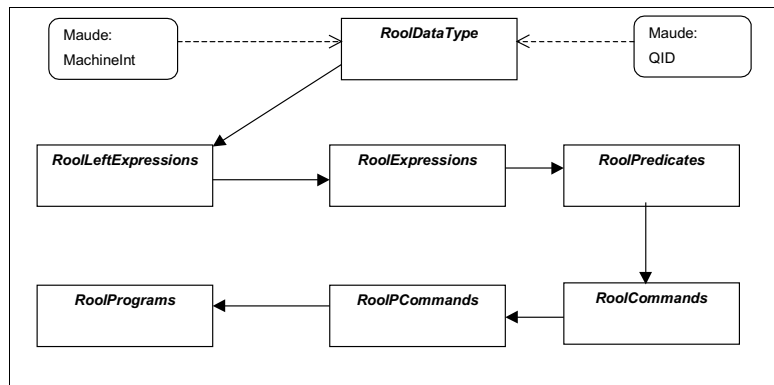 Maude:
MachineInt
RoolDataType
Maude:
QID
RoolLeftExpressions
RoolExpressions
RoolPredicates
RoolPrograms
RoolPCommands
RoolCommands